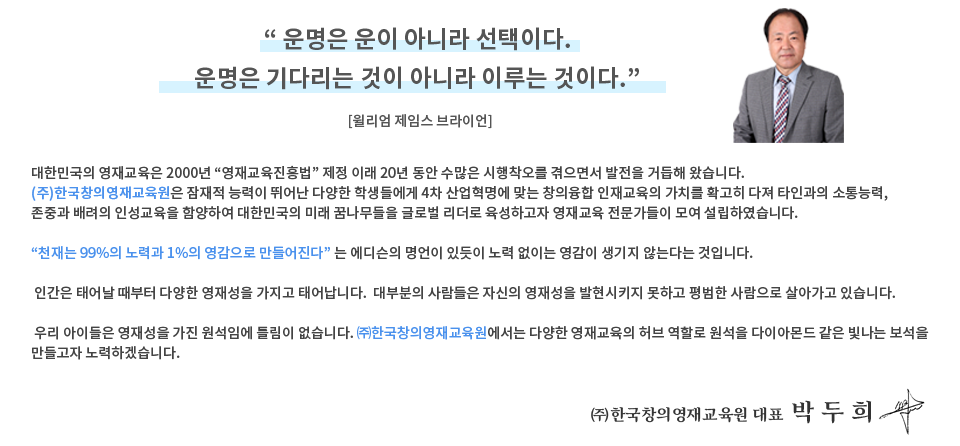 “ 운명은 운이 아니라 선택이다.
운명은 기다리는 것이 아니라 이루는 것이다.”
[윌리엄 제임스 브라이언]
대한민국의 영재교육은 2000년 “영재교육진흥법” 제정 이래 20년 동안 수많은 시행착오를 겪으면서 발전을 거듭해 왔습니다.
(주)한국창의영재교육원은 잠재적 능력이 뛰어난 다양한 학생들에게 4차 산업혁명에 맞는 창의융합 인재교육의 가치를 확고히 다져 타인과의 소통능력,
존중과 배려의 인성교육을 함양하여 대한민국의 미래 꿈나무들을 글로벌 리더로 육성하고자 영재교육 전문가들이 모여 설립하였습니다.
“천재는 99%의 노력과 1%의 영감으로 만들어진다” 는 에디슨의 명언이 있듯이 노력 없이는 영감이 생기지 않는다는 것입니다.
인간은 태어날 때부터 다양한 영재성을 가지고 태어납니다. 대부분의 사람들은 자신의 영재성을 발현시키지 못하고 평범한 사람으로 살아가고 있습니다.
우리 아이들은 영재성을 가진 원석임에 틀림이 없습니다. ㈜한국창의영재교육원에서는 다양한 영재교육의 허브 역할로 원석을 다이아몬드 같은 빛나는 보석을
만들고자 노력하겠습니다.
㈜한국창의영재교육원 대표 박 두 희